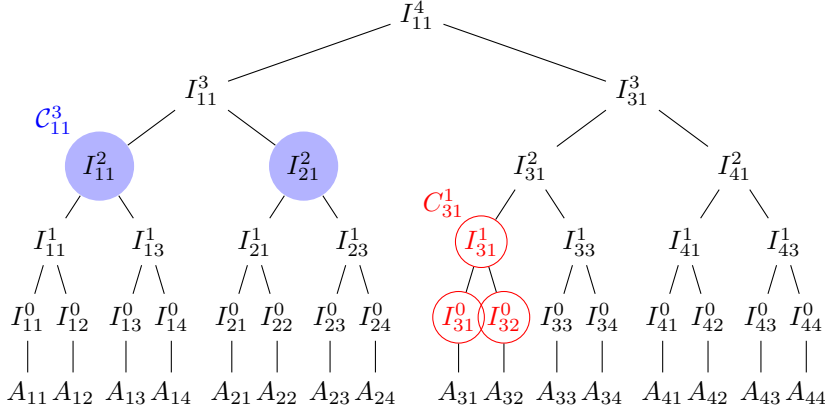 I^4_{11}
I^3_{11} I^3_{31}
\mathcal{C}^3_{11}
I^2_{11} I^2_{21} I^2_{31} I^2_{41}
C^1_{31}
I^1_{11} I^1_{13} I^1_{21} I^1_{23} I^1_{31} I^1_{33} I^1_{41} I^1_{43}
I^0_{11} I^0_{12} I^0_{13} I^0_{14} I^0_{21} I^0_{22} I^0_{23} I^0_{24} I^0_{31} I^0_{32} I^0_{33} I^0_{34} I^0_{41} I^0_{42} I^0_{43} I^0_{44}
A_{11} A_{12} A_{13} A_{14} A_{21} A_{22} A_{23} A_{24} A_{31} A_{32} A_{33} A_{34} A_{41} A_{42} A_{43} A_{44}